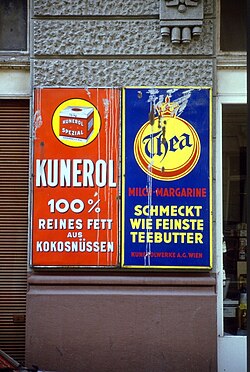 KUNEROL
SPEZIAL
KUNEROL
100%
REINES FETT
AUS
KOKOSNÜSSEN
Thea
MILCH-MARGARINE
SCHMECKT
WIE FEINSTE
TEEBUTTER
KUNEROLWERKE A.G. WIEN